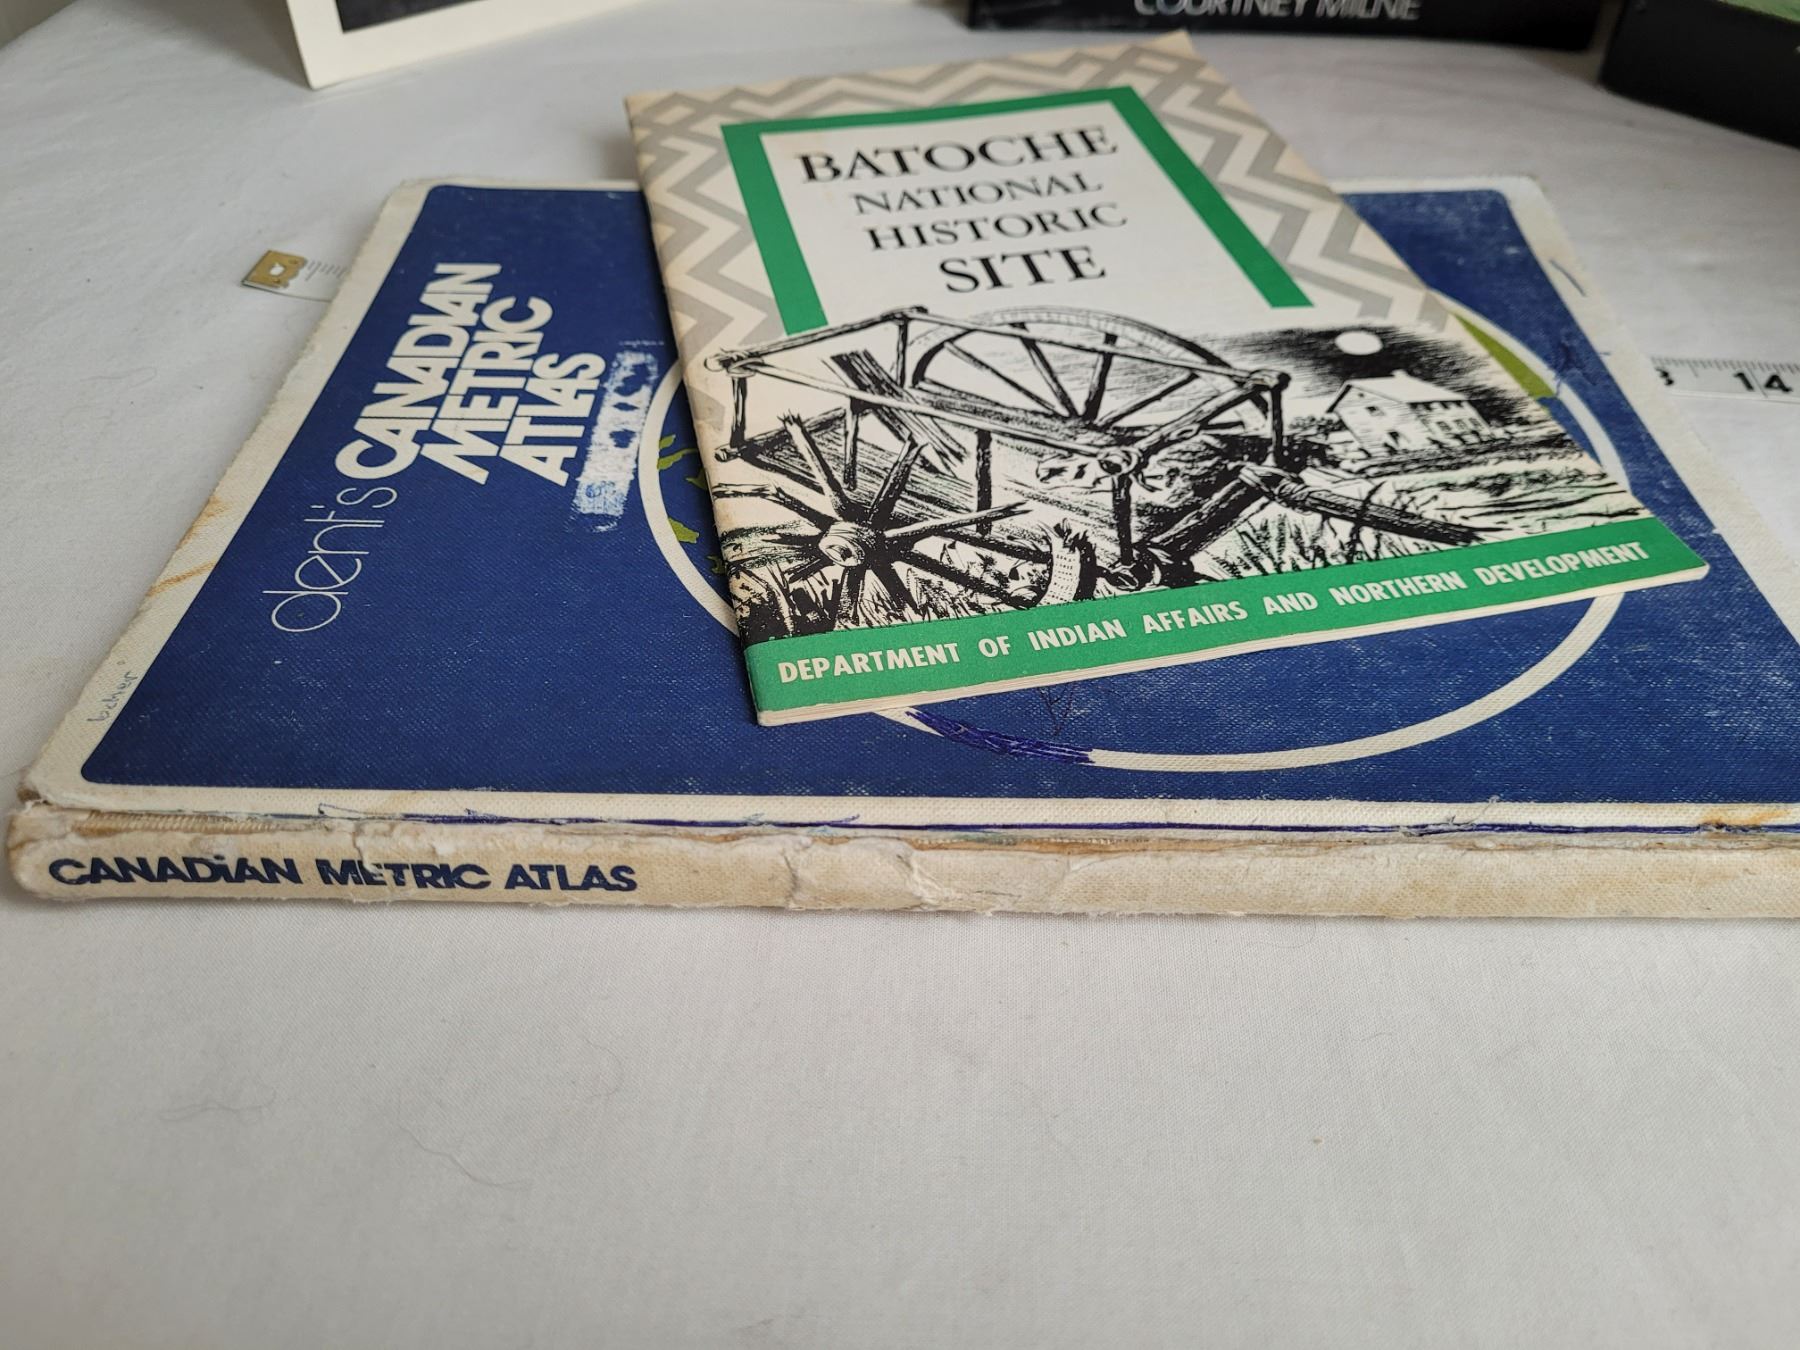 COURTNEY MILNE
BATOCHE
NATIONAL
HISTORIC
SITE
DEPARTMENT OF INDIAN AFFAIRS AND NORTHERN DEVELOPMENT
dent's CANADIAN
METRIC
ATLAS
CANADiAN METRIC ATLAS
14